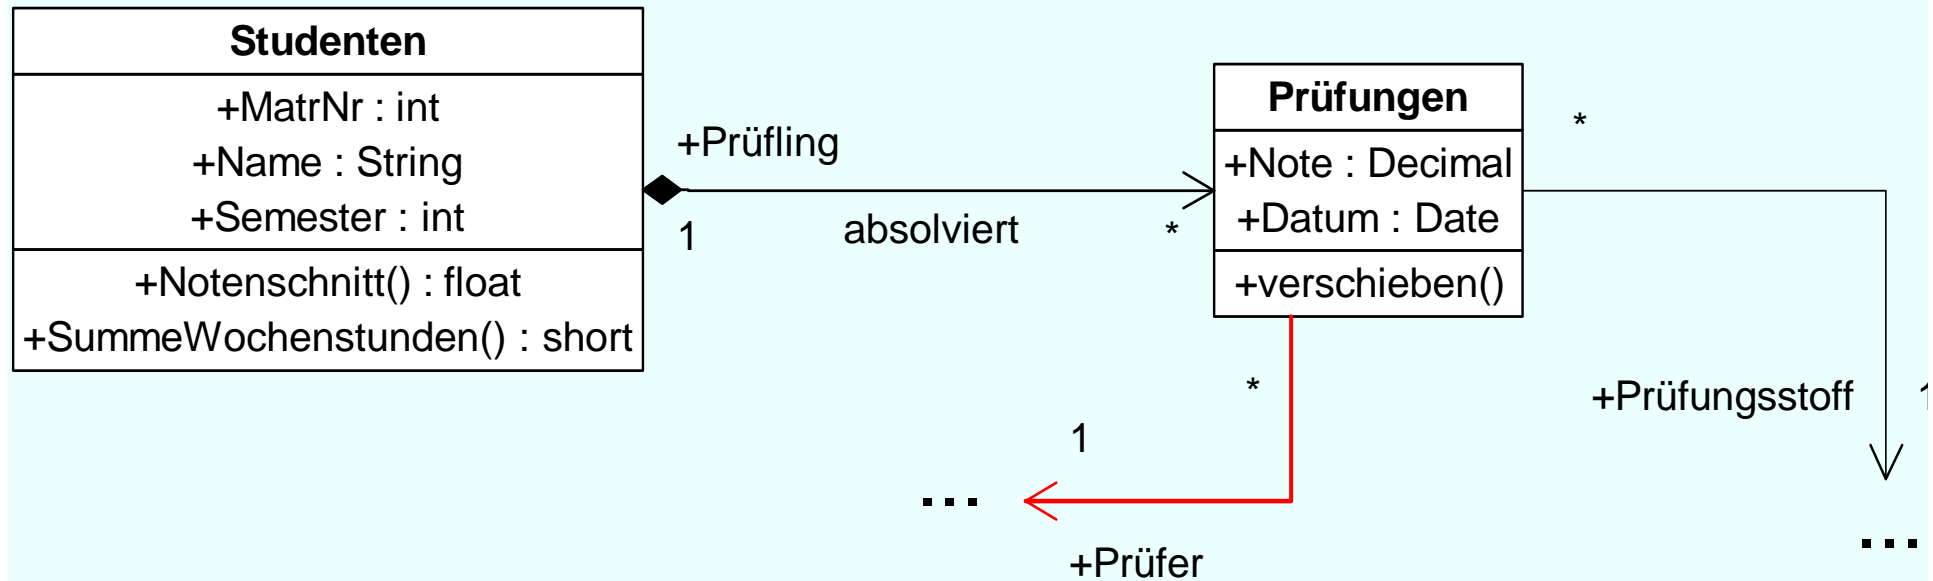 Studenten
+MatrNr : int
+Name : String
+Semester : int
+Notenschnitt() : float
+SummeWochenstunden() : short
+Prüfling
1
absolviert
*
Prüfungen
+Note : Decimal
+Datum : Date
+verschieben()
*
*
1
...
+Prüfer
+Prüfungsstoff
1
...